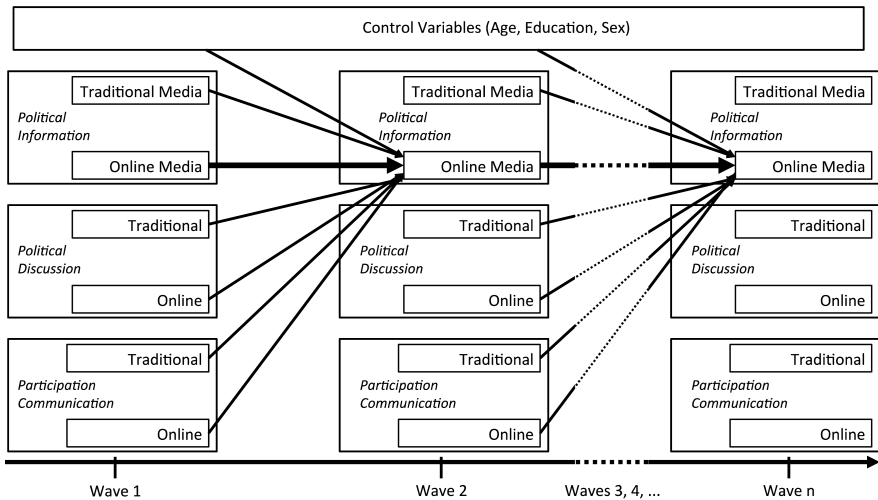 Control Variables (Age, Education, Sex)
Traditional Media
Political
Information
Online Media
Traditional
Political
Discussion
Online
Traditional
Participation
Communication
Online
Traditional Media
Political
Information
Online Media
Traditional
Political
Discussion
Online
Traditional
Participation
Communication
Online
Traditional Media
Political
Information
Online Media
Traditional
Political
Discussion
Online
Traditional
Participation
Communication
Online
Wave 1
Wave 2
Waves 3, 4, ...
Wave n